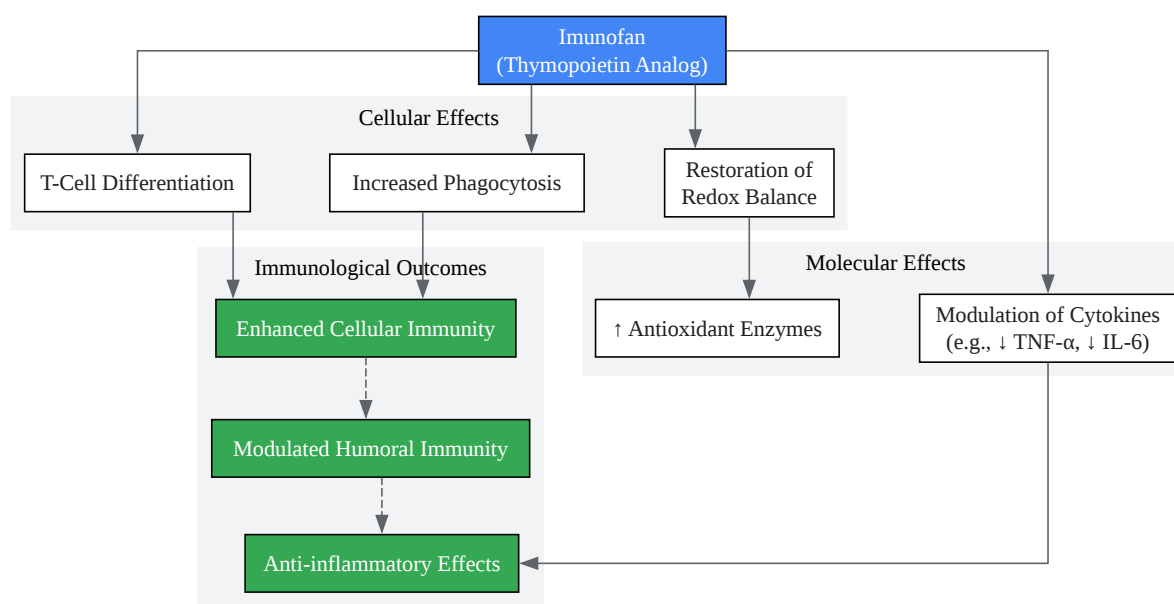 Imunofan
(Thymopoietin Analog)
Cellular Effects
T-Cell Differentiation
Increased Phagocytosis
Restoration of
Redox Balance
Immunological Outcomes
Molecular Effects
Enhanced Cellular Immunity
↑ Antioxidant Enzymes
Modulation of Cytokines
(e.g., ↓ TNF-α, ↓ IL-6)
Modulated Humoral Immunity
Anti-inflammatory Effects